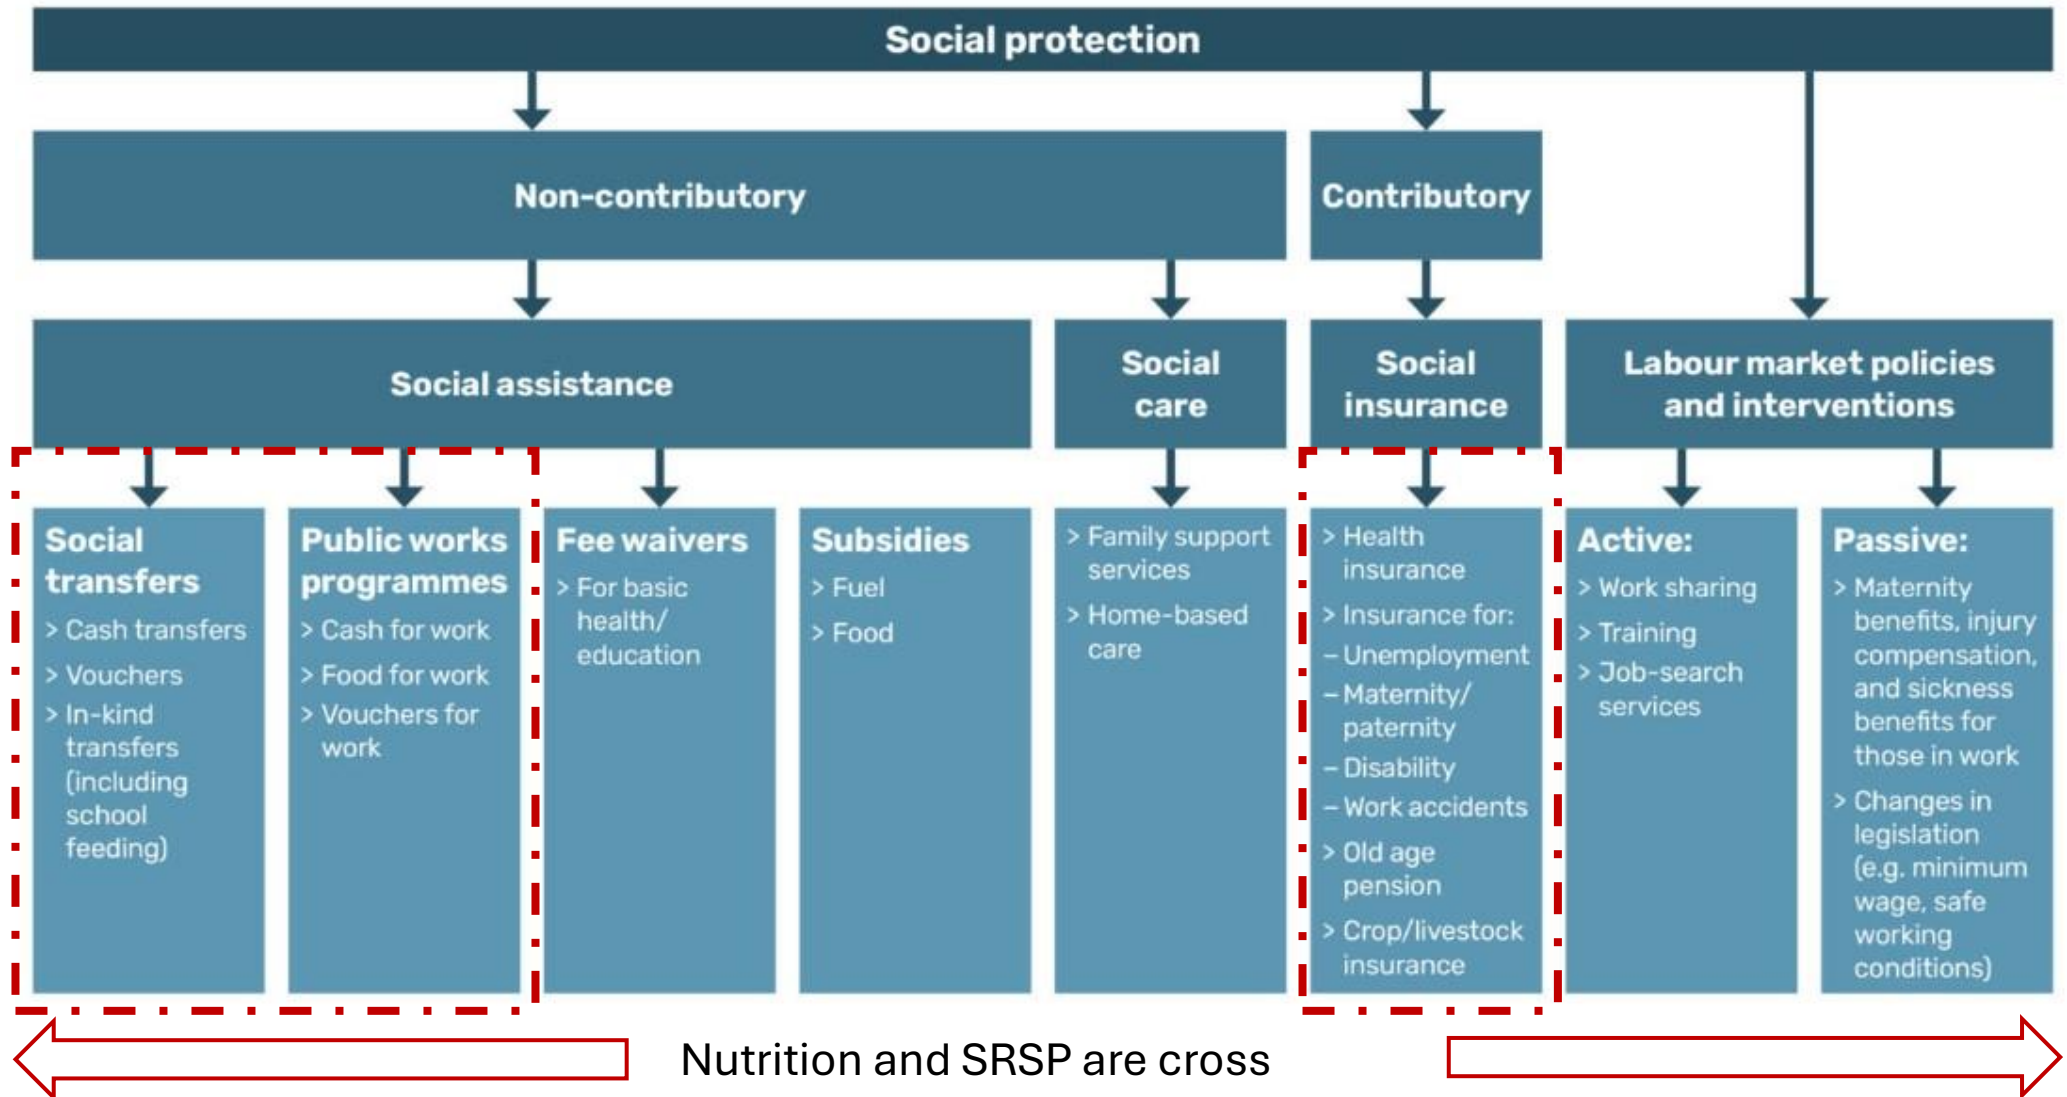 Social protection
Non-contributory
Contributory
Social assistance
Social
care
Social
insurance
Labour market policies
and interventions
Social
transfers
> Cash transfers
> Vouchers
> In-kind
transfers
(including
school
feeding)
Public works
programmes
> Cash for work
> Food for work
> Vouchers for
work
Fee waivers
> For basic
health/
education
Subsidies
> Fuel
> Food
> Family support
services
> Home-based
care
> Health
insurance
> Insurance for:
– Unemployment
– Maternity/
paternity
– Disability
– Work accidents
> Old age
pension
> Crop/livestock
insurance
Active:
> Work sharing
> Training
> Job-search
services
Passive:
> Maternity
benefits, injury
compensation,
and sickness
benefits for
those in work
> Changes in
legislation
(e.g. minimum
wage, safe
working
conditions)
Nutrition and SRSP are cross